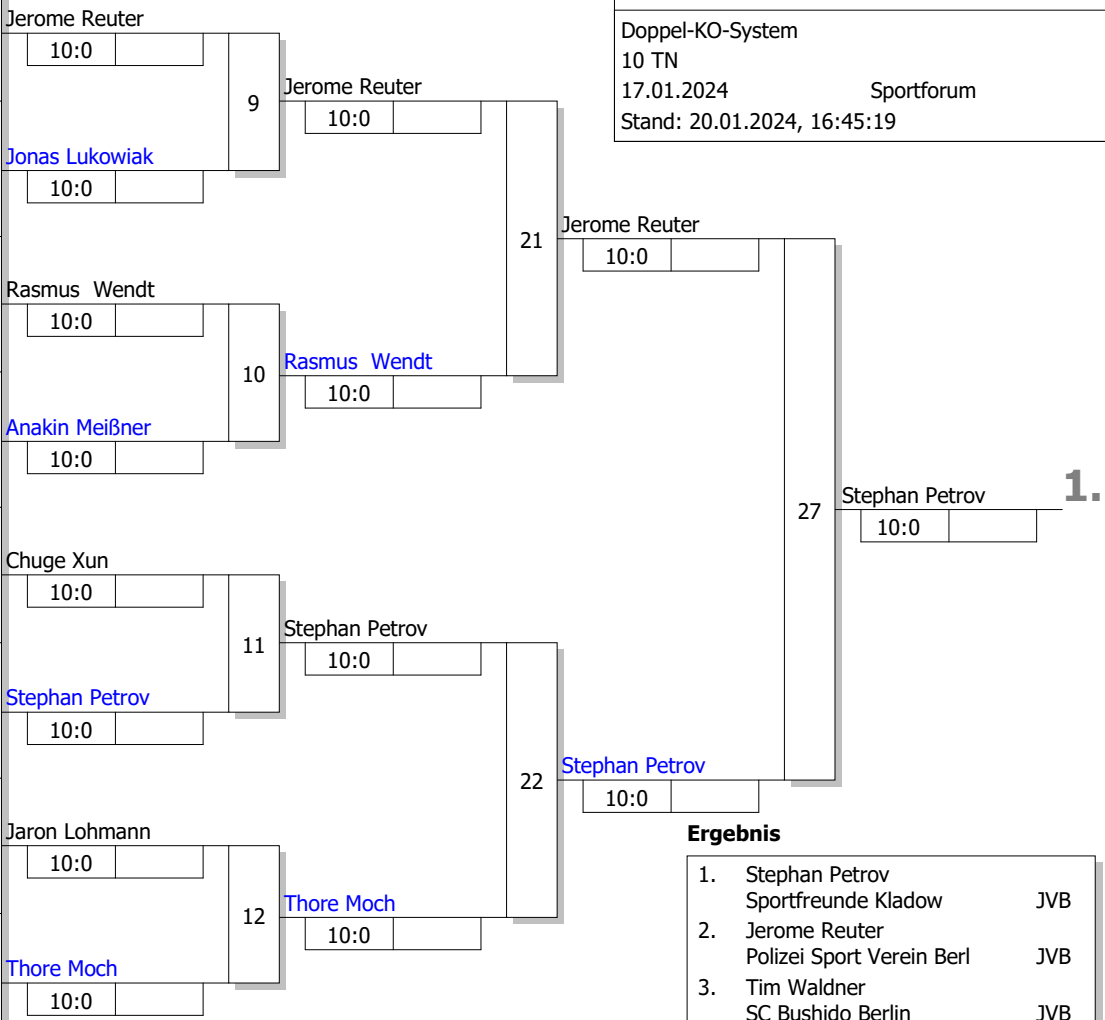 Jerome Reuter
10:0
Doppel-KO-System
10 TN
17.01.2024 Sportforum
Stand: 20.01.2024, 16:45:19
9
Jerome Reuter
10:0
Jonas Lukowiak
10:0
21
Jerome Reuter
10:0
Rasmus Wendt
10:0
10
Rasmus Wendt
10:0
Anakin Meißner
10:0
27
Stephan Petrov
1.
10:0
Chuge Xun
10:0
11
Stephan Petrov
10:0
Stephan Petrov
10:0
22
Stephan Petrov
10:0
Jaron Lohmann
10:0
12
Thore Moch
10:0
Thore Moch
10:0
Ergebnis
1. Stephan Petrov
Sportfreunde Kladow JVB
2. Jerome Reuter
Polizei Sport Verein Berl JVB
3. Tim Waldner
SC Bushido Berlin JVB